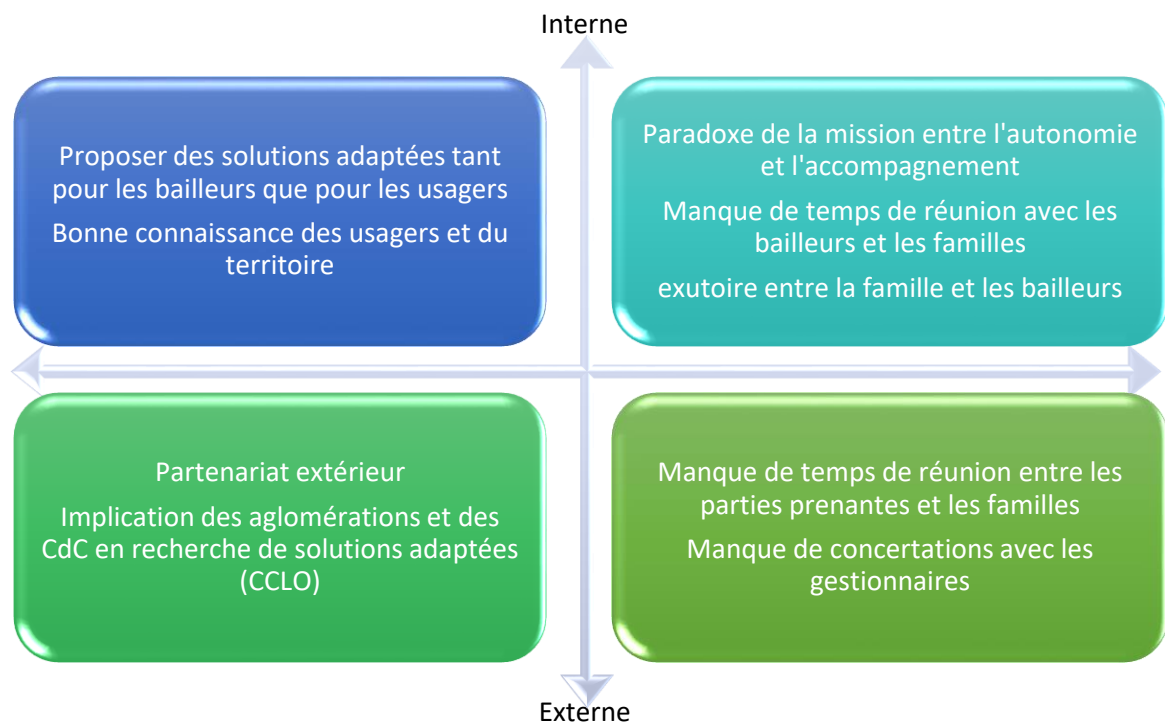 Interne
Proposer des solutions adaptées tant
pour les bailleurs que pour les usagers
Bonne connaissance des usagers et du
territoire
Paradoxe de la mission entre l'autonomie
et l'accompagnement
Manque de temps de réunion avec les
bailleurs et les familles
exutoire entre la famille et les bailleurs
Partenariat extérieur
Implication des aglomérations et des
CdC en recherche de solutions adaptées
(CCLO)
Manque de temps de réunion entre les
parties prenantes et les familles
Manque de concertations avec les
gestionnaires
Externe